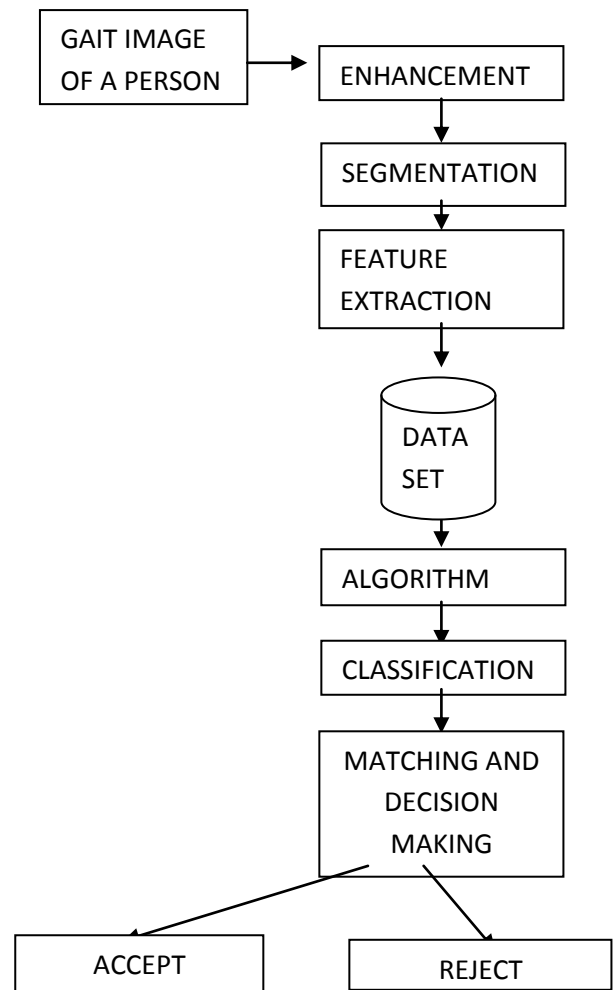 GAIT IMAGE
OF A PERSON
ENHANCEMENT
SEGMENTATION
FEATURE
EXTRACTION
DATA
SET
ALGORITHM
CLASSIFICATION
MATCHING AND
DECISION
MAKING
ACCEPT
REJECT